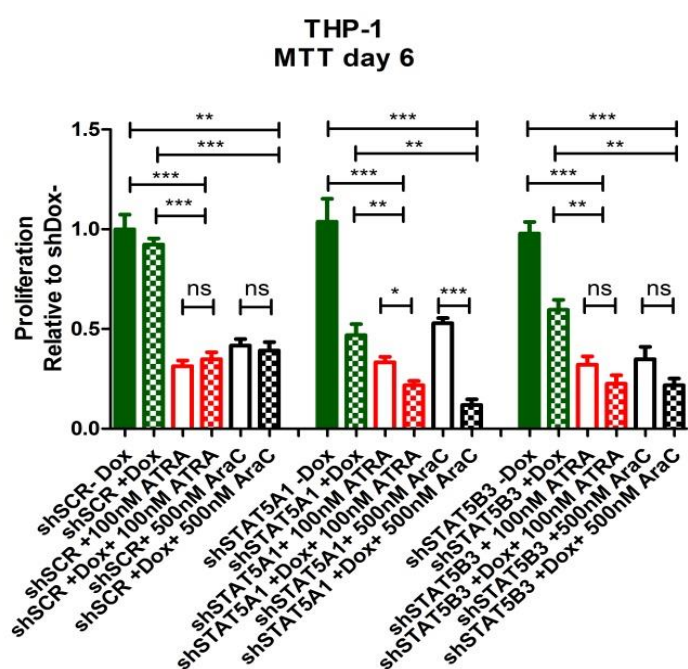 THP-1
MTT day 6
Proliferation
Relative to shDox-
1.5
1.0
0.5
0.0
**
***
***
***
ns
ns
***
**
***
**
*
***
***
**
***
**
ns
ns
shSCR- Dox
shSCR +Dox
shSCR +100nM ATRA
shSCR +Dox+ 100nM ATRA
shSCR+ 500nM AraC
shSCR +Dox+ 500nM AraC
shSTAT5A1 -Dox
shSTAT5A1 +Dox
shSTAT5A1+ 100nM ATRA
shSTAT5A1 +Dox+ 100nM ATRA
shSTAT5A1+ 500nM AraC
shSTAT5A1 +Dox+ 500nM AraC
shSTAT5B3 -Dox
shSTAT5B3 +Dox
shSTAT5B3 + 100nM ATRA
shSTAT5B3 +Dox+ 100nM ATRA
shSTAT5B3 +500nM AraC
shSTAT5B3 +Dox+ 500nM AraC